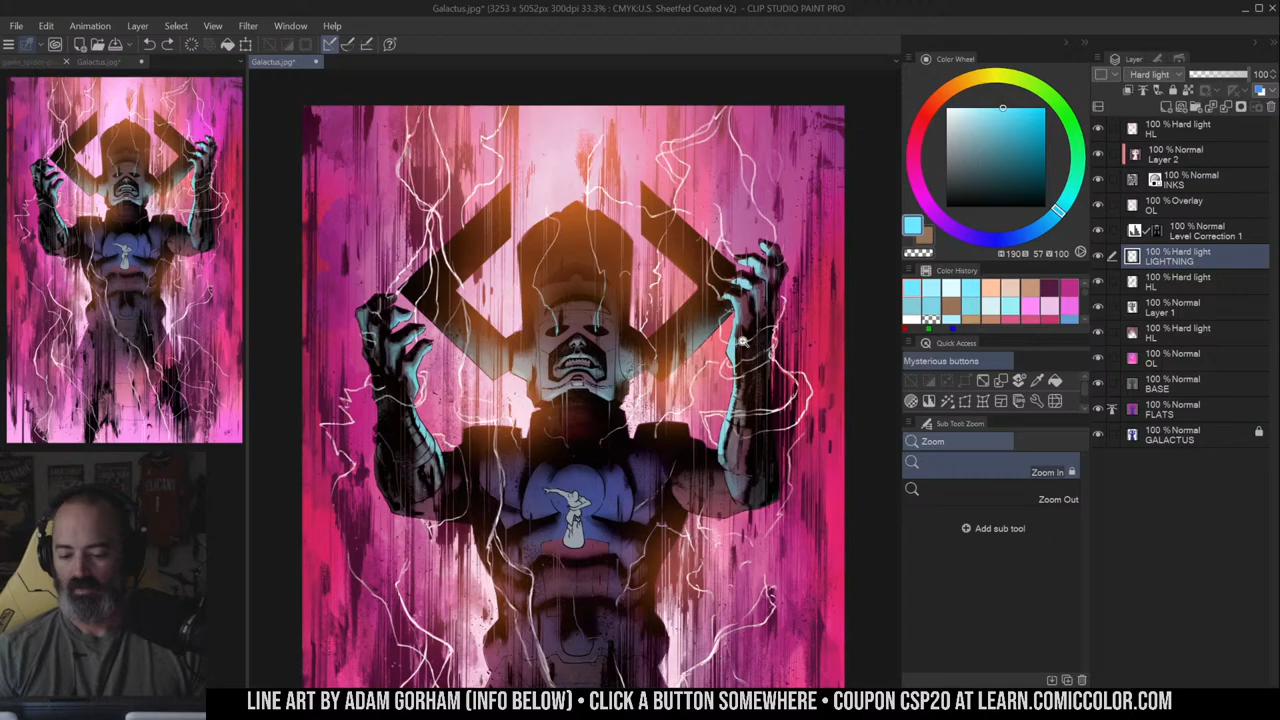 Galactus.jpg* (3253 x 5052px 300dpi 33.3% : CMYK:U.S. Sheetfed Coated v2) - CLIP STUDIO PAINT PRO
File Edit Animation Layer Select View Filter Window Help
Galactus.jpg*
Galactus.jpg*
Color Wheel
H 190 S 57 V 100
Color History
Quick Access
Mysterious buttons
Sub Tool: Zoom
Zoom
Zoom In
Zoom Out
Add sub tool
Layer
Hard light 100
100 % Hard light
HL
100 % Normal
Layer 2
100 % Normal
INKS
100 % Overlay
OL
100 % Normal
Level Correction 1
100 % Hard light
LIGHTNING
100 % Hard light
HL
100 % Normal
Layer 1
100 % Hard light
HL
100 % Normal
OL
100 % Normal
BASE
100 % Normal
FLATS
100 % Normal
GALACTUS
LINE ART BY ADAM GORHAM (INFO BELOW) • CLICK A BUTTON SOMEWHERE • COUPON CSP20 AT LEARN.COMICCOLOR.COM